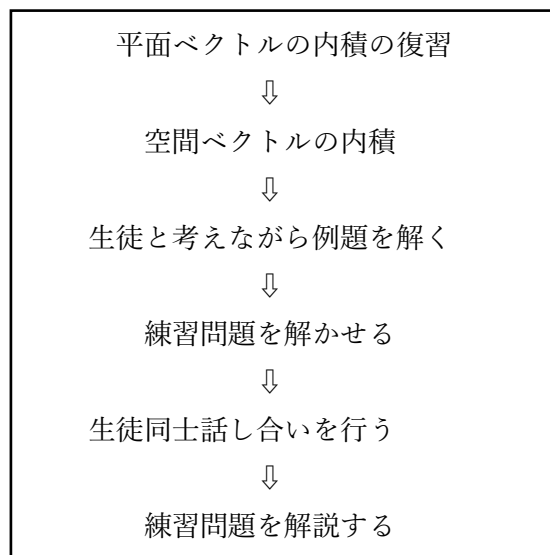 平面ベクトルの内積の復習
⇩
空間ベクトルの内積
⇩
生徒と考えながら例題を解く
⇩
練習問題を解かせる
⇩
生徒同士話し合いを行う
⇩
練習問題を解説する